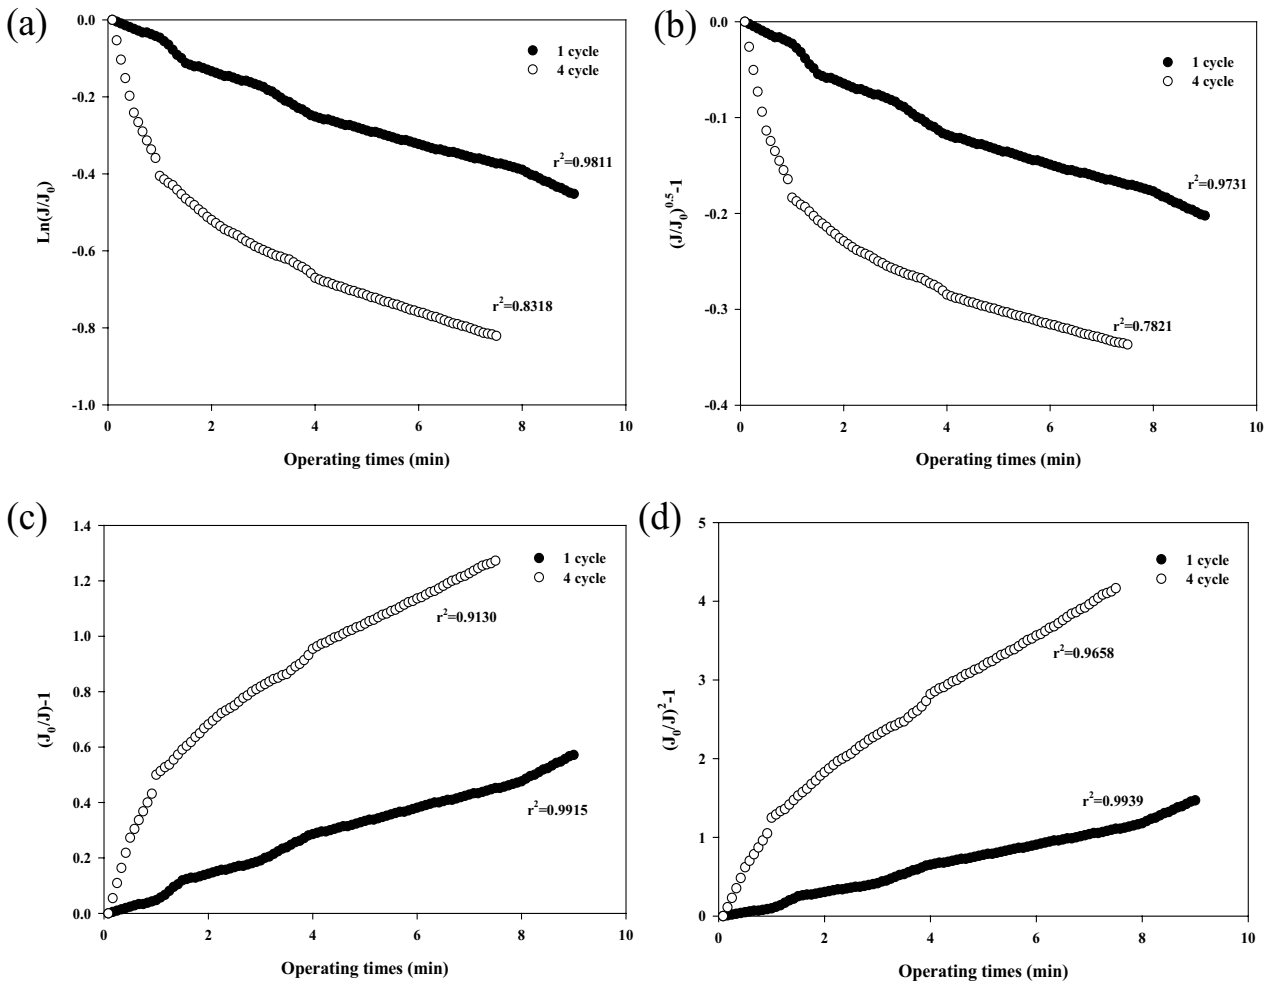 (a)
0.0
-0.2
-0.4
-0.6
-0.8
-1.0
Ln(J/J₀)
1 cycle
4 cycle
r²=0.9811
r²=0.8318
0 2 4 6 8 10
Operating times (min)
(b)
0.0
-0.1
-0.2
-0.3
-0.4
(J/J₀)⁰·⁵-1
1 cycle
4 cycle
r²=0.9731
r²=0.7821
0 2 4 6 8 10
Operating times (min)
(c)
1.4
1.2
1.0
0.8
0.6
0.4
0.2
0.0
(J₀/J)-1
1 cycle
4 cycle
r²=0.9130
r²=0.9915
0 2 4 6 8 10
Operating times (min)
(d)
5
4
3
2
1
0
(J₀/J)²-1
1 cycle
4 cycle
r²=0.9658
r²=0.9939
0 2 4 6 8 10
Operating times (min)